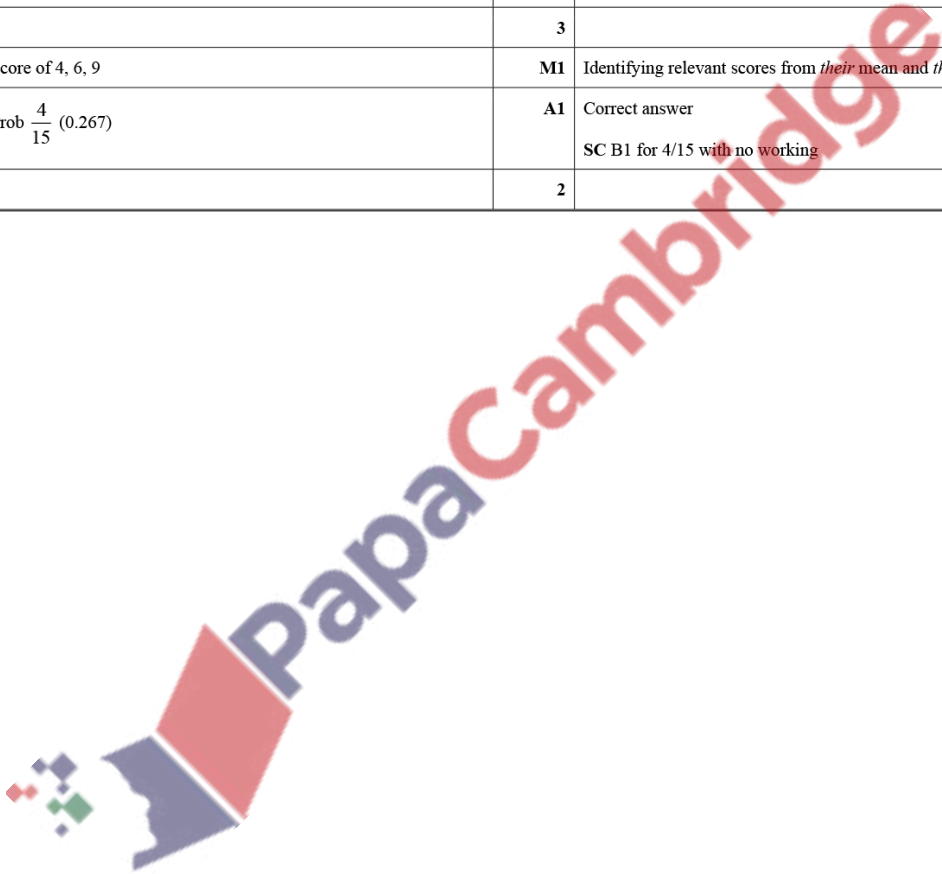 3
core of 4, 6, 9 M1 Identifying relevant scores from their mean and th
rob 4/15 (0.267) A1 Correct answer
SC B1 for 4/15 with no working
2
PapaCambridge